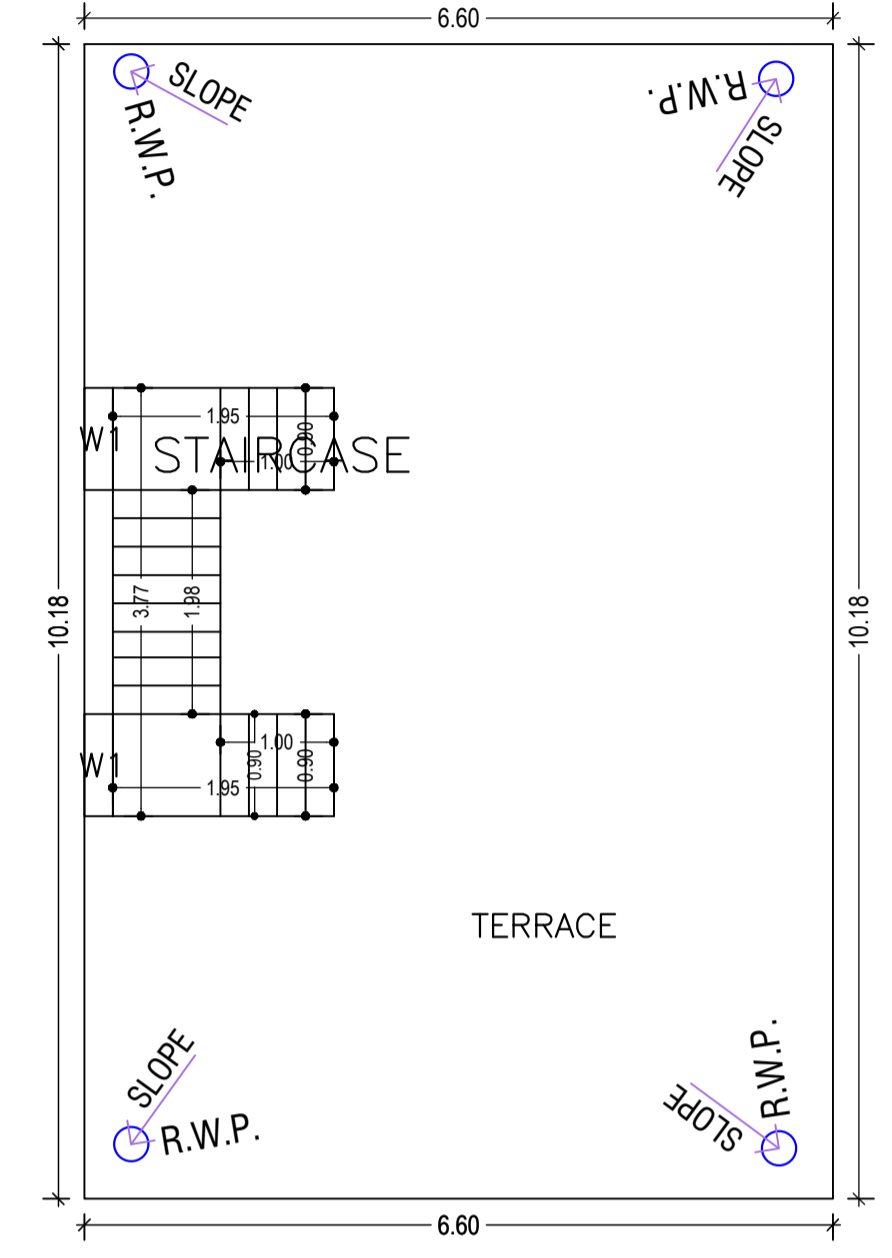 6.60
SLOPE
R.W.P.
R.W.P.
SLOPE
1.95
W1
0.90
STAIRCASE
1.00
10.18
3.77
1.98
10.18
1.00
W1
0.90
0.90
1.95
TERRACE
SLOPE
R.W.P.
R.W.P.
SLOPE
6.60